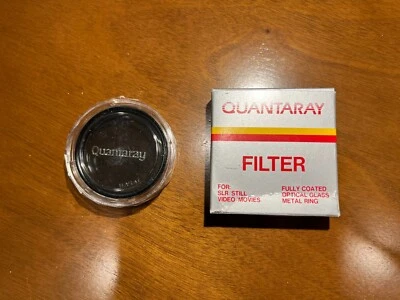 Quantaray
QUANTARAY
FILTER
FOR:
SLR STILL
VIDEO MOVIES
FULLY COATED
OPTICAL GLASS
METAL RING